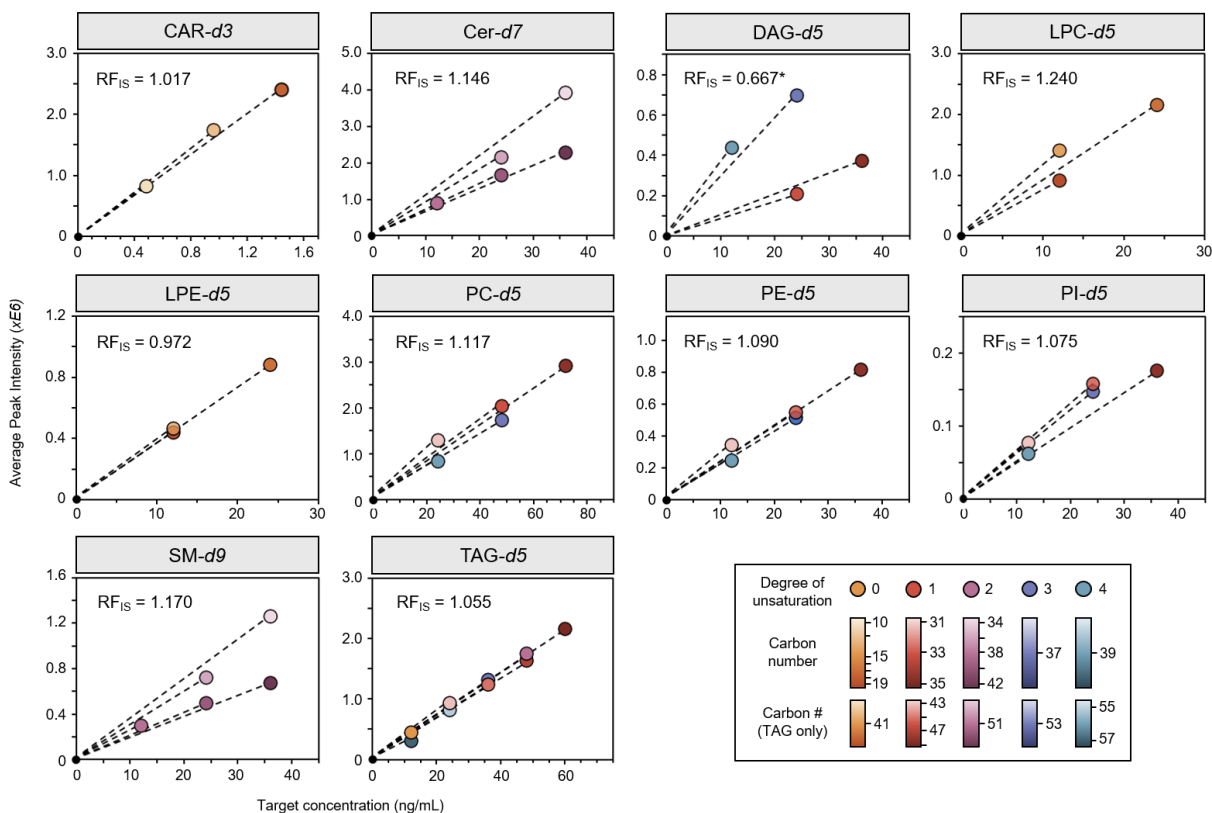 CAR-d3
Cer-d7
DAG-d5
LPC-d5
3.0
2.0
1.0
0
RFIS = 1.017
0 0.4 0.8 1.2 1.6
5.0
4.0
3.0
2.0
1.0
0
RFIS = 1.146
0 10 20 30 40
0.8
0.6
0.4
0.2
0
RFIS = 0.667*
0 10 20 30 40
3.0
2.0
1.0
0
RFIS = 1.240
0 10 20 30
Average Peak Intensity (xE6)
LPE-d5
PC-d5
PE-d5
PI-d5
1.2
0.8
0.4
0
RFIS = 0.972
0 10 20 30
4.0
3.0
2.0
1.0
0
RFIS = 1.117
0 20 40 60 80
1.0
0.8
0.6
0.4
0.2
0
RFIS = 1.090
0 10 20 30 40
0.2
0.1
0
RFIS = 1.075
0 10 20 30 40
SM-d9
TAG-d5
1.6
1.2
0.8
0.4
0
RFIS = 1.170
0 10 20 30 40
3.0
2.0
1.0
0
RFIS = 1.055
0 10 20 30 40 50 60
Target concentration (ng/mL)
Degree of
unsaturation
0 1 2 3 4
Carbon
number
10
15
19
31
33
35
34
38
42
37
39
Carbon #
(TAG only)
41
43
47
51
53
55
57